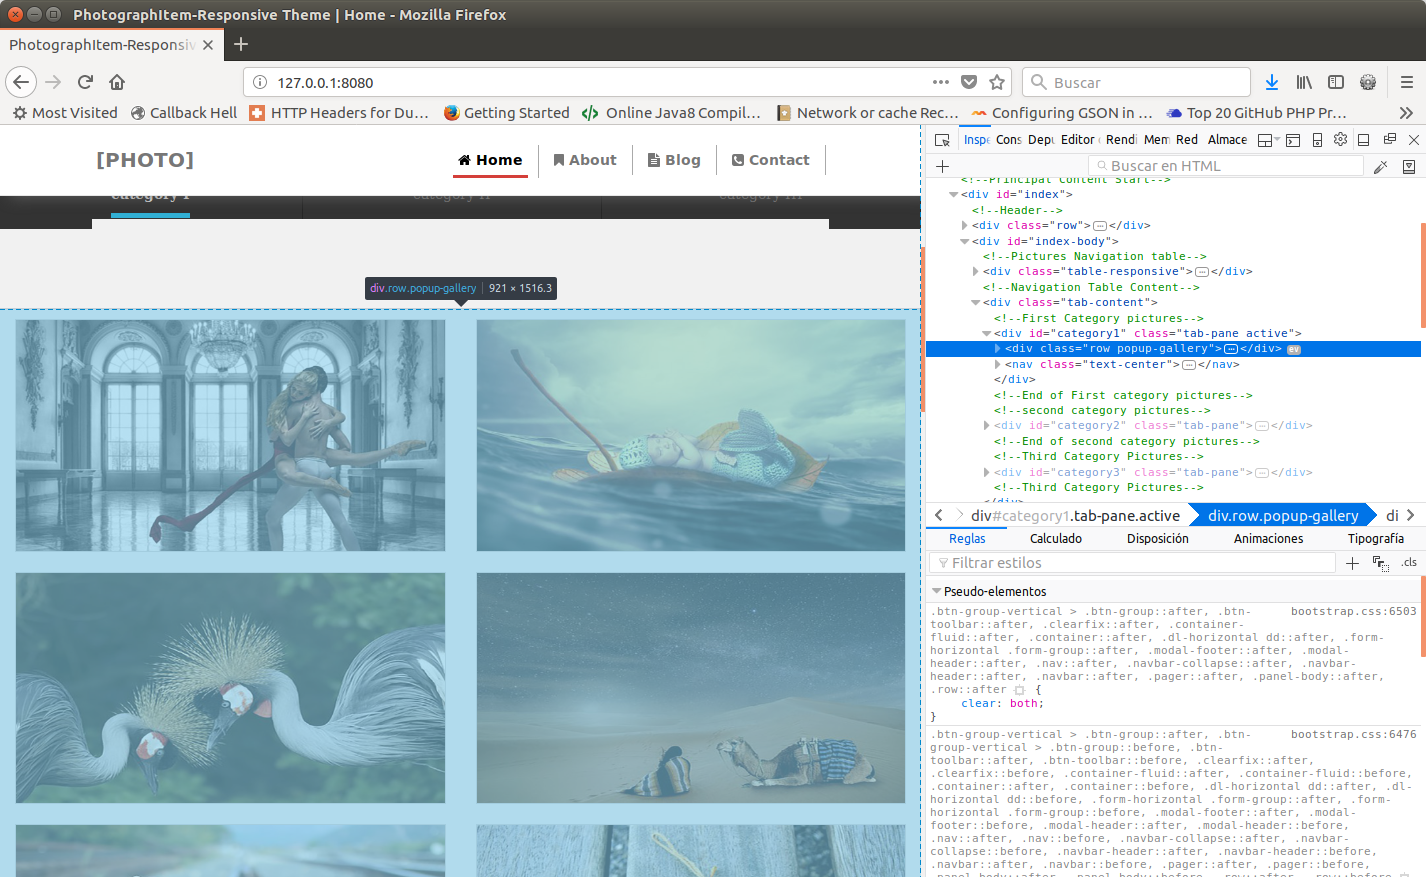 PhotographItem-Responsive Theme | Home - Mozilla Firefox
PhotographItem-Responsiv
127.0.0.1:8080
Buscar
Most Visited
Callback Hell
HTTP Headers for Du...
Getting Started
Online Java8 Compil...
Network or cache Rec...
Configuring GSON in ...
Top 20 GitHub PHP Pr...
[PHOTO]
Home
About
Blog
Contact
category I
category II
category III
div.row.popup-gallery | 921 × 1516.3
Inspe Cons Depu Editor Rendi Mem Red Almace
Buscar en HTML
<!--Principal Content Start-->
<div id="index">
<!--Header-->
<div class="row">…</div>
<div id="index-body">
<!--Pictures Navigation table-->
<div class="table-responsive">…</div>
<!--Navigation Table Content-->
<div class="tab-content">
<!--First Category pictures-->
<div id="category1" class="tab-pane active">
<div class="row popup-gallery">…</div> ev
<nav class="text-center">…</nav>
</div>
<!--End of First category pictures-->
<!--second category pictures-->
<div id="category2" class="tab-pane">…</div>
<!--End of second category pictures-->
<!--Third Category Pictures-->
<div id="category3" class="tab-pane">…</div>
<!--Third Category Pictures-->
</div>
div#category1.tab-pane.active
div.row.popup-gallery
di
Reglas Calculado Disposición Animaciones Tipografía
Filtrar estilos
.cls
Pseudo-elementos
.btn-group-vertical > .btn-group::after, .btn- bootstrap.css:6503
toolbar::after, .clearfix::after, .container-
fluid::after, .container::after, .dl-horizontal dd::after, .form-
horizontal .form-group::after, .modal-footer::after, .modal-
header::after, .nav::after, .navbar-collapse::after, .navbar-
header::after, .navbar::after, .pager::after, .panel-body::after,
.row::after {
clear: both;
}
.btn-group-vertical > .btn-group::after, .btn- bootstrap.css:6476
group-vertical > .btn-group::before, .btn-
toolbar::after, .btn-toolbar::before, .clearfix::after,
.clearfix::before, .container-fluid::after, .container-fluid::before,
.container::after, .container::before, .dl-horizontal dd::after, .dl-
horizontal dd::before, .form-horizontal .form-group::after, .form-
horizontal .form-group::before, .modal-footer::after, .modal-
footer::before, .modal-header::after, .modal-header::before,
.nav::after, .nav::before, .navbar-collapse::after, .navbar-
collapse::before, .navbar-header::after, .navbar-header::before,
.navbar::after, .navbar::before, .pager::after, .pager::before,
.panel-body::after, .panel-body::before, .row::after, .row::before